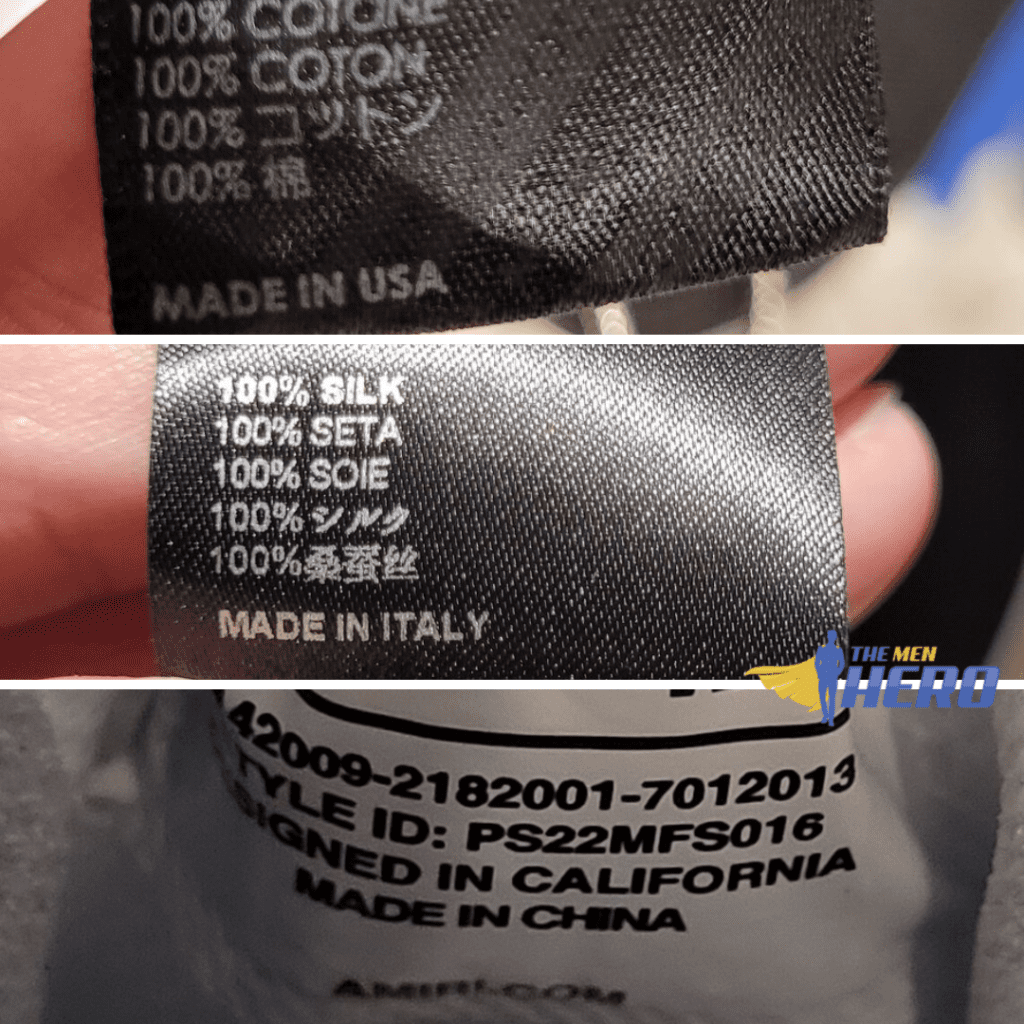 100% COTONE
100% COTON
100% コットン
100% 棉
MADE IN USA
100% SILK
100% SETA
100% SOIE
100% シルク
100% 桑蚕丝
MADE IN ITALY
THE MEN
HERO
42009-2182001-7012013
TYLE ID: PS22MFS016
SIGNED IN CALIFORNIA
MADE IN CHINA
AMIRI.COM